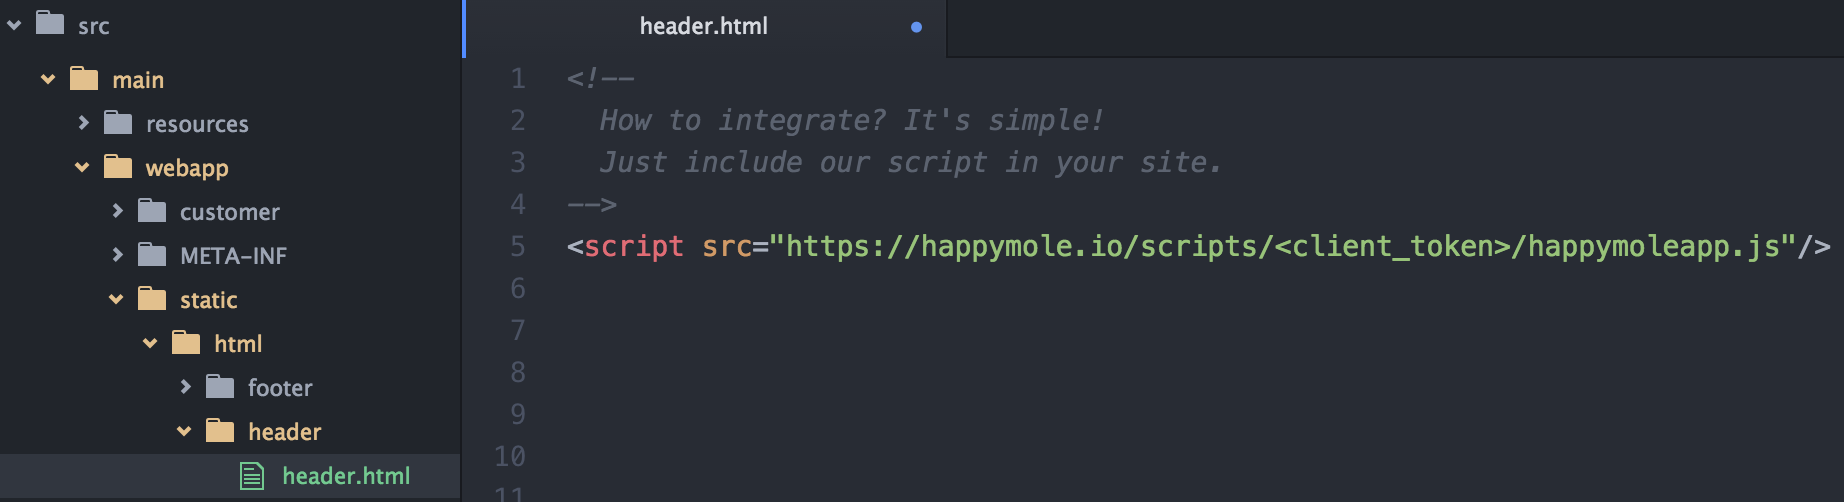 src
main
resources
webapp
customer
META-INF
static
html
footer
header
header.html
header.html
1 <!--
2 How to integrate? It's simple!
3 Just include our script in your site.
4 -->
5 <script src="https://happymole.io/scripts/<client_token>/happymoleapp.js"/>
6
7
8
9
10
11